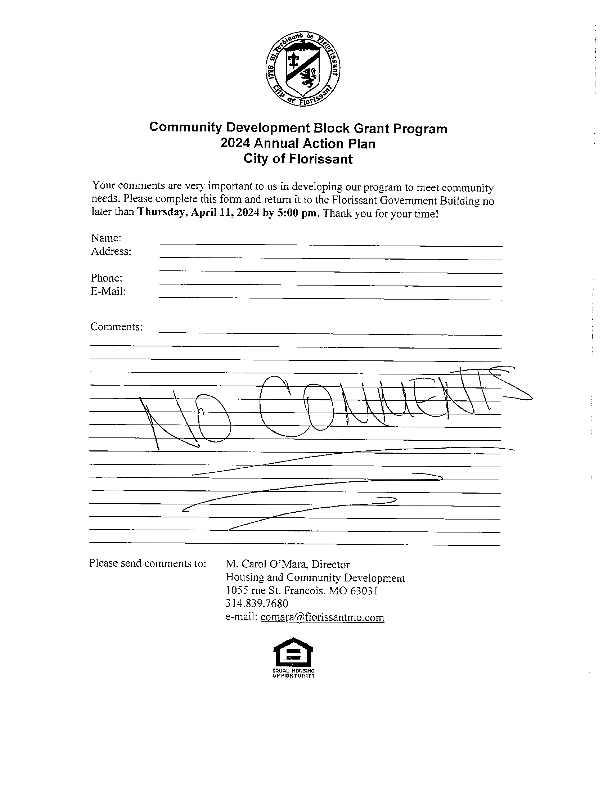 1786 St. Ferdinand to Florissant
City of Florissant
Community Development Block Grant Program
2024 Annual Action Plan
City of Florissant
Your comments are very important to us in developing our program to meet community
needs. Please complete this form and return it to the Florissant Government Building no
later than Thursday, April 11, 2024 by 5:00 pm. Thank you for your time!
Name:
Address:
Phone:
E-Mail:
Comments:
NO COMMENTS
Please send comments to:
M. Carol O'Mara, Director
Housing and Community Development
1055 rue St. Francois, MO 63031
314.839.7680
e-mail: comara@florissantmo.com
EQUAL HOUSING
OPPORTUNITY